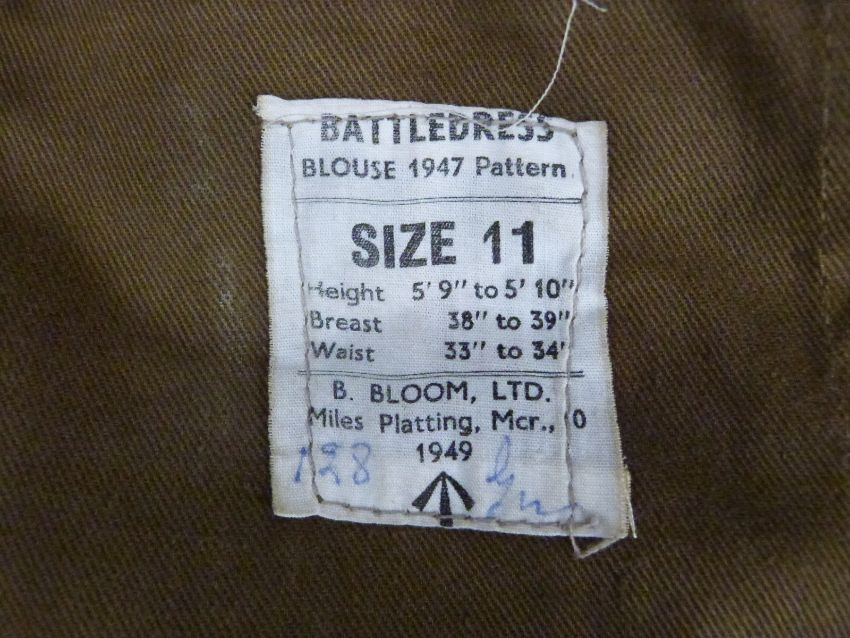 BATTLEDRESS
BLOUSE 1947 Pattern
SIZE 11
Height 5' 9" to 5' 10"
Breast 38" to 39"
Waist 33" to 34"
B. BLOOM, LTD.
Miles Platting, Mcr., 10
1949
128